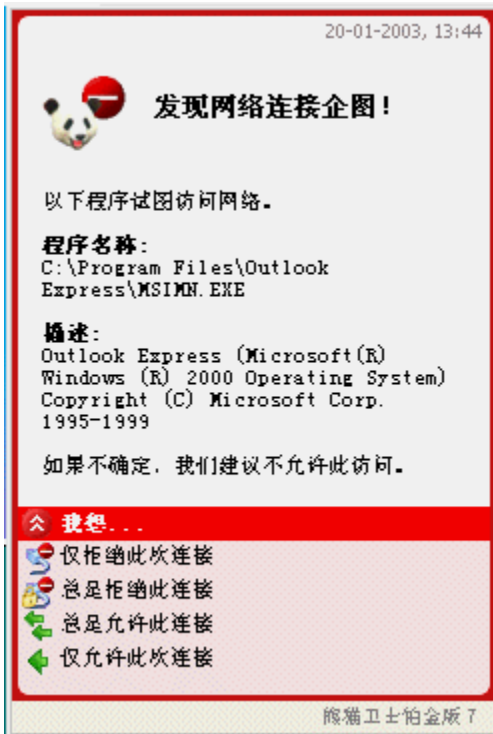 20-01-2003, 13:44
发现网络连接企图!
以下程序试图访问网络。
程序名称:
C:\Program Files\Outlook
Express\MSIMN.EXE
描述:
Outlook Express (Microsoft(R)
Windows (R) 2000 Operating System)
Copyright (C) Microsoft Corp.
1995-1999
如果不确定，我们建议不允许此访问。
我想...
仅拒绝此次连接
总是拒绝此连接
总是允许此连接
仅允许此次连接
熊猫卫士铂金版 7